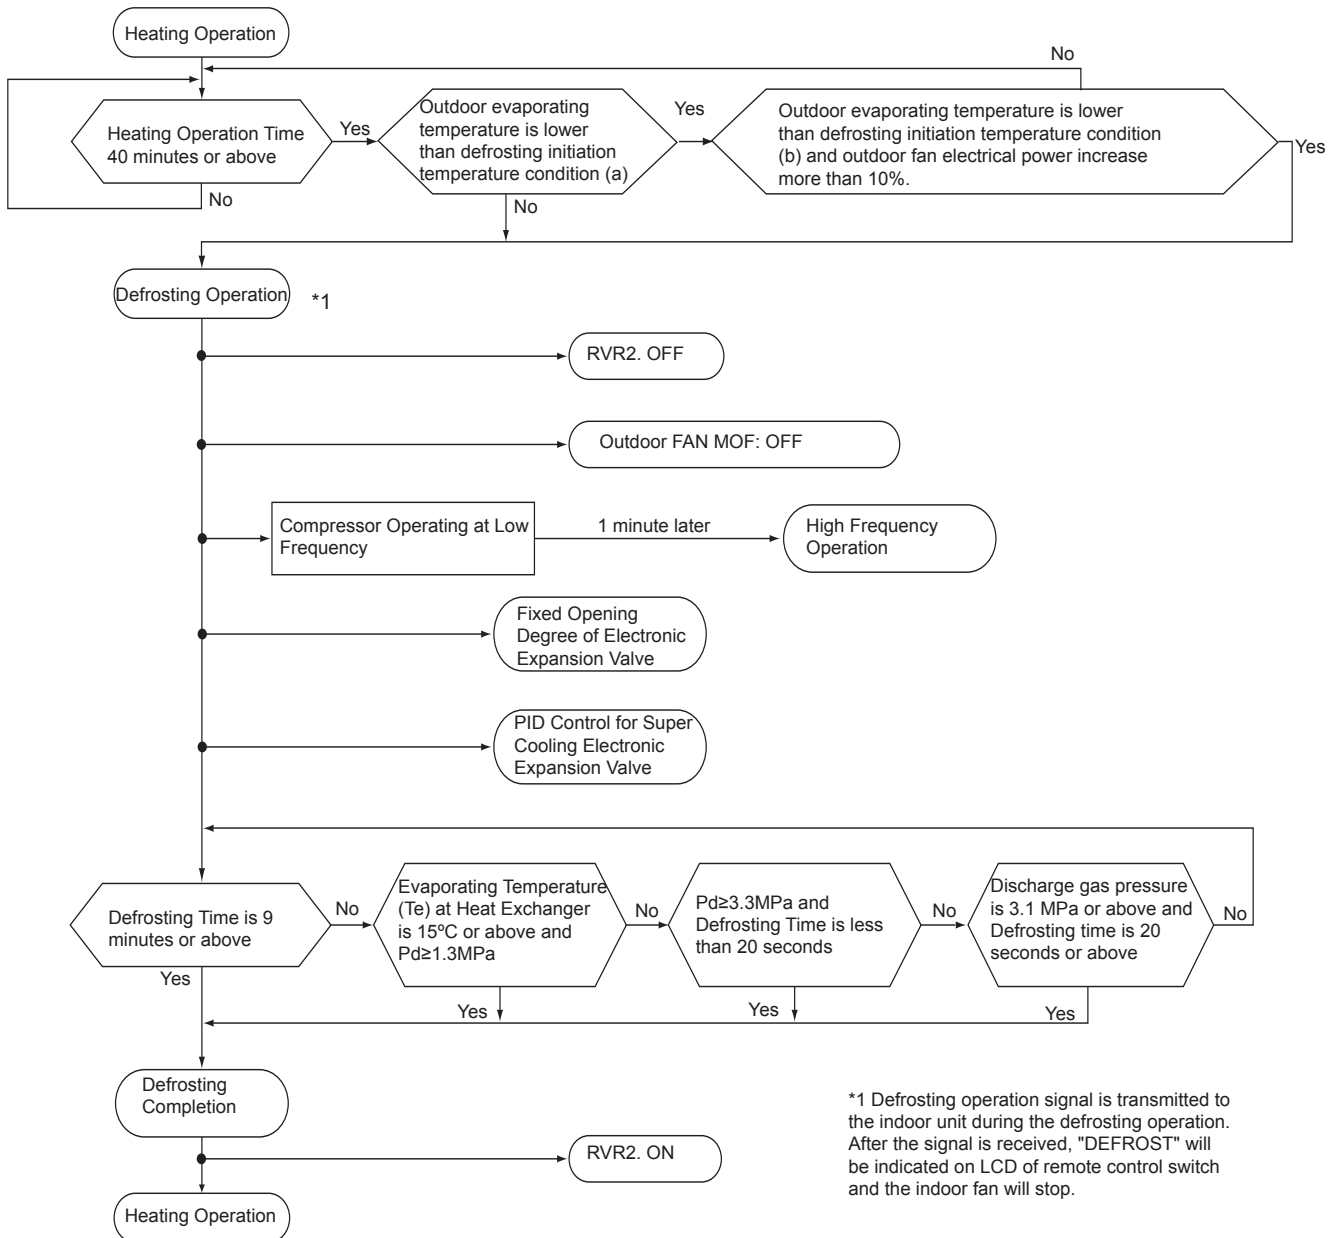 Heating Operation
No
Heating Operation Time
40 minutes or above
Yes
No
Outdoor evaporating
temperature is lower
than defrosting initiation
temperature condition (a)
Yes
No
Outdoor evaporating temperature is lower
than defrosting initiation temperature condition
(b) and outdoor fan electrical power increase
more than 10%.
Yes
Defrosting Operation
*1
RVR2. OFF
Outdoor FAN MOF: OFF
Compressor Operating at Low
Frequency
1 minute later
High Frequency
Operation
Fixed Opening
Degree of Electronic
Expansion Valve
PID Control for Super
Cooling Electronic
Expansion Valve
Defrosting Time is 9
minutes or above
No
Yes
Evaporating Temperature
(Te) at Heat Exchanger
is 15ºC or above and
Pd≥1.3MPa
No
Yes
Pd≥3.3MPa and
Defrosting Time is less
than 20 seconds
No
Yes
Discharge gas pressure
is 3.1 MPa or above and
Defrosting time is 20
seconds or above
No
Yes
Defrosting
Completion
RVR2. ON
Heating Operation
*1 Defrosting operation signal is transmitted to
the indoor unit during the defrosting operation.
After the signal is received, "DEFROST" will
be indicated on LCD of remote control switch
and the indoor fan will stop.